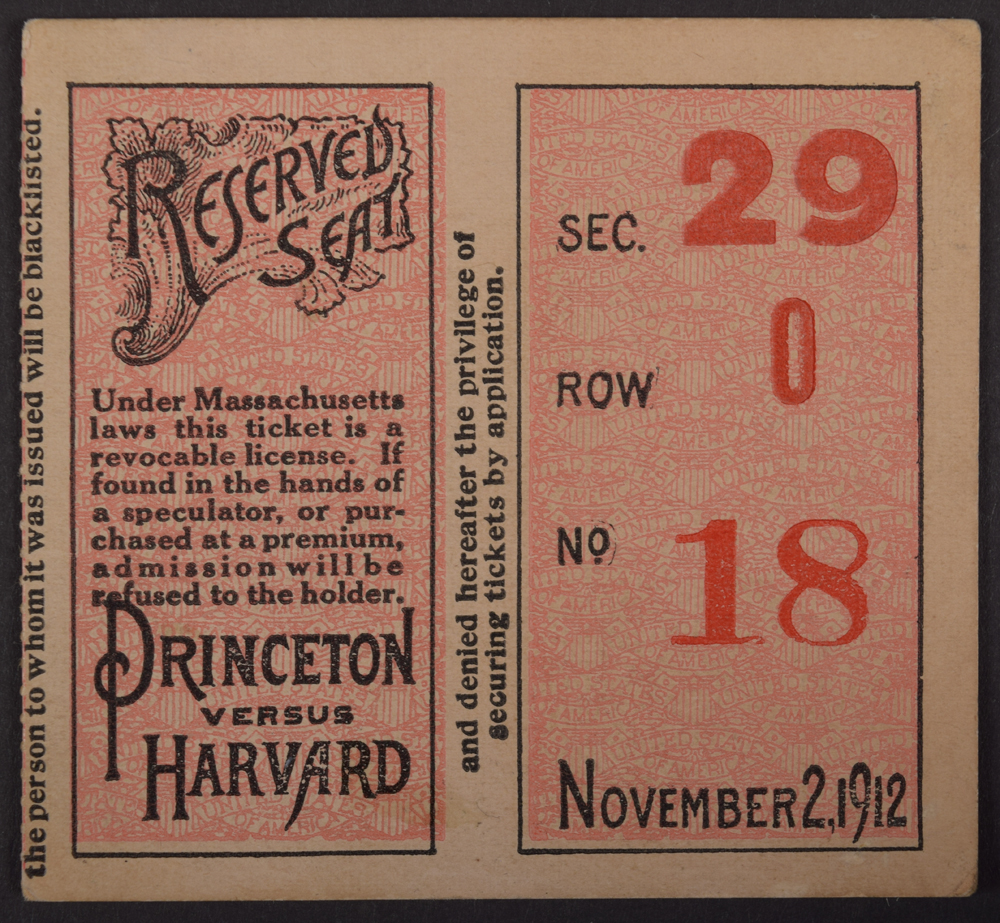 the person to whom it was issued will be blacklisted.
RESERVED
SEAT
Under Massachusetts
laws this ticket is a
revocable license. If
found in the hands of
a speculator, or pur-
chased at a premium,
admission will be
refused to the holder.
PRINCETON
VERSUS
HARVARD
and denied hereafter the privilege of
securing tickets by application.
SEC. 29
ROW 0
NO 18
NOVEMBER 2, 1912